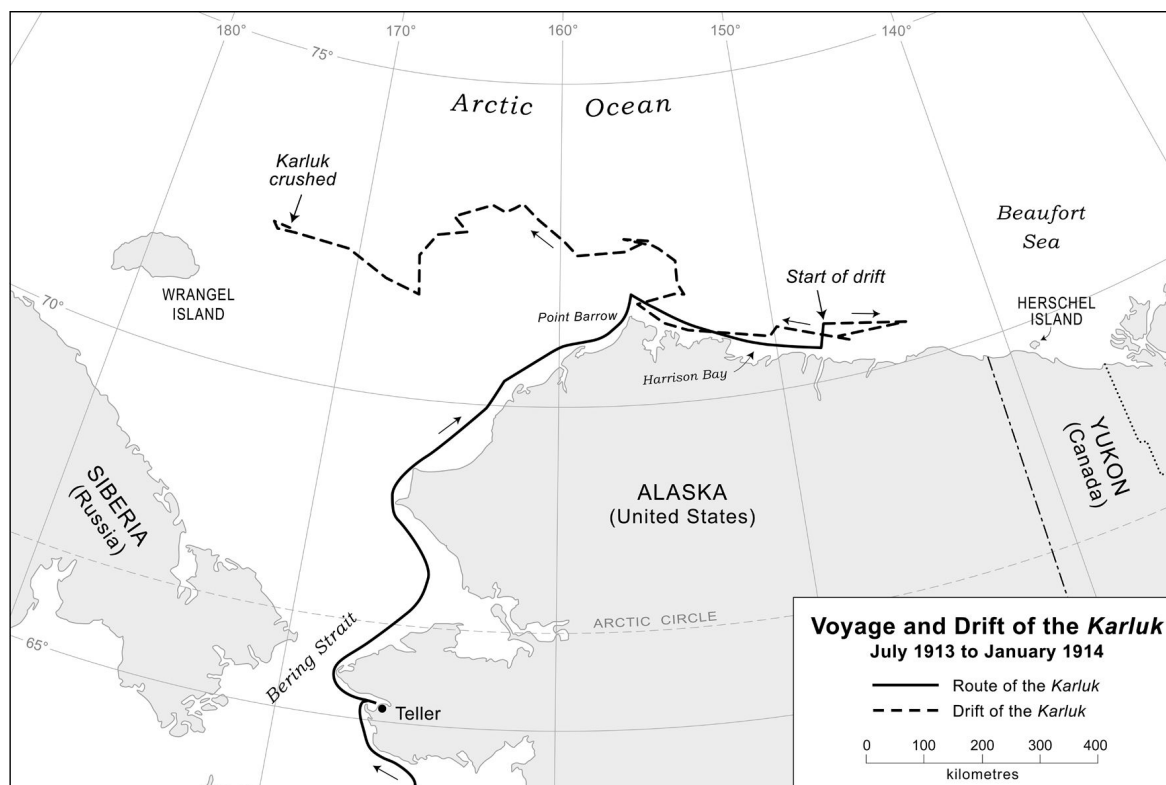 180°
170°
160°
150°
140°
75°
Arctic Ocean
Karluk
crushed
Beaufort
Sea
Start of drift
WRANGEL
ISLAND
HERSCHEL
ISLAND
70°
Point Barrow
Harrison Bay
SIBERIA
(Russia)
ALASKA
(United States)
YUKON
(Canada)
ARCTIC CIRCLE
65°
Bering Strait
Teller
Voyage and Drift of the Karluk
July 1913 to January 1914
Route of the Karluk
Drift of the Karluk
0 100 200 300 400
kilometres